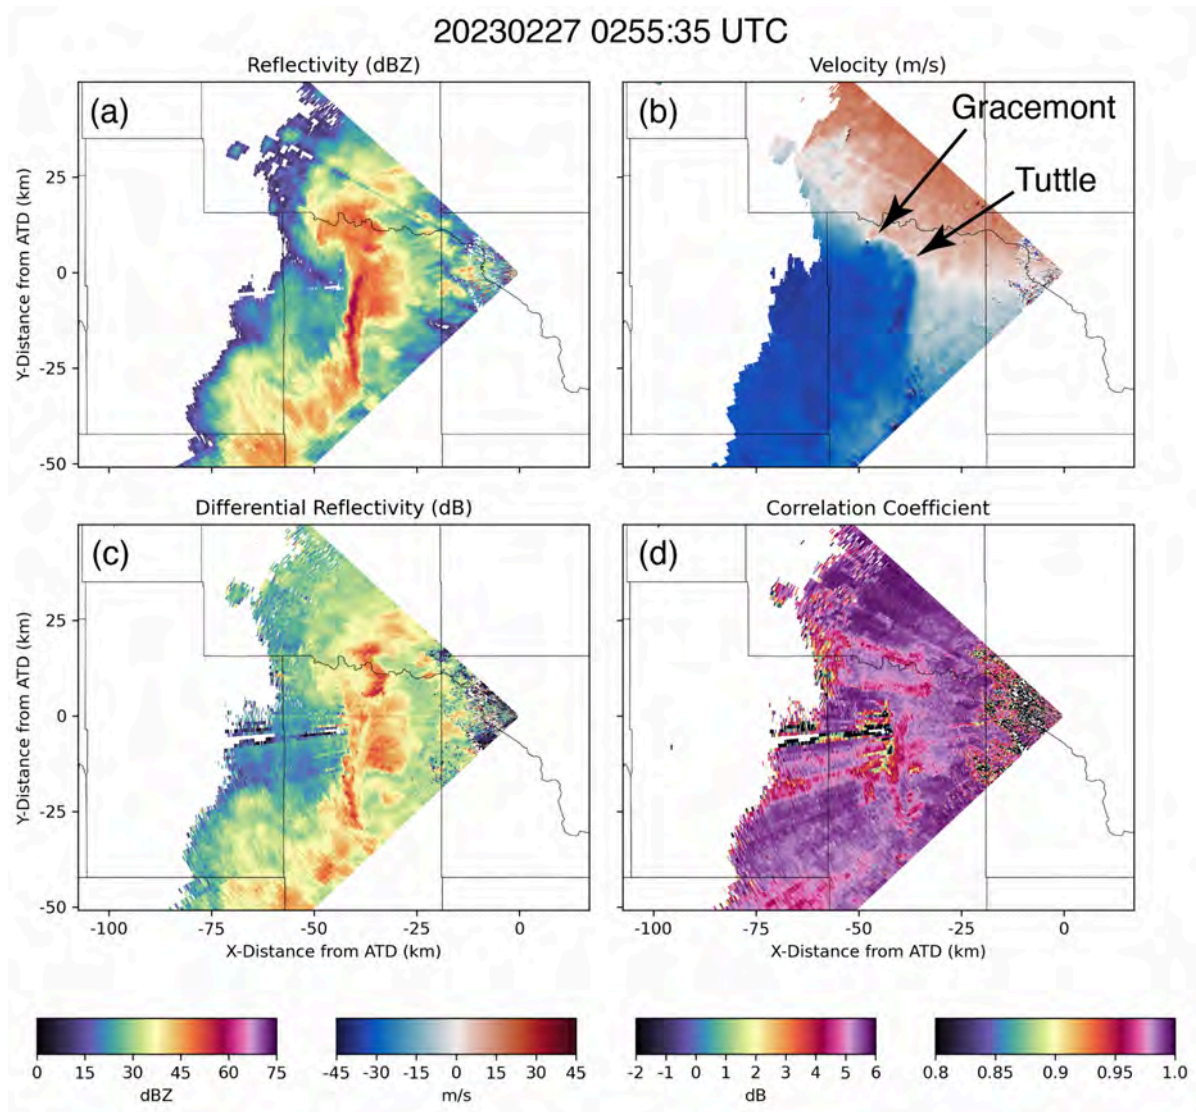 20230227 0255:35 UTC
Reflectivity (dBZ)
Velocity (m/s)
(a)
(b)
Gracemont
Tuttle
Y-Distance from ATD (km)
25
0
-25
-50
Differential Reflectivity (dB)
Correlation Coefficient
(c)
(d)
Y-Distance from ATD (km)
25
0
-25
-50
-100 -75 -50 -25 0
-100 -75 -50 -25 0
X-Distance from ATD (km)
X-Distance from ATD (km)
0 15 30 45 60 75
dBZ
-45 -30 -15 0 15 30 45
m/s
-2 -1 0 1 2 3 4 5 6
dB
0.8 0.85 0.9 0.95 1.0